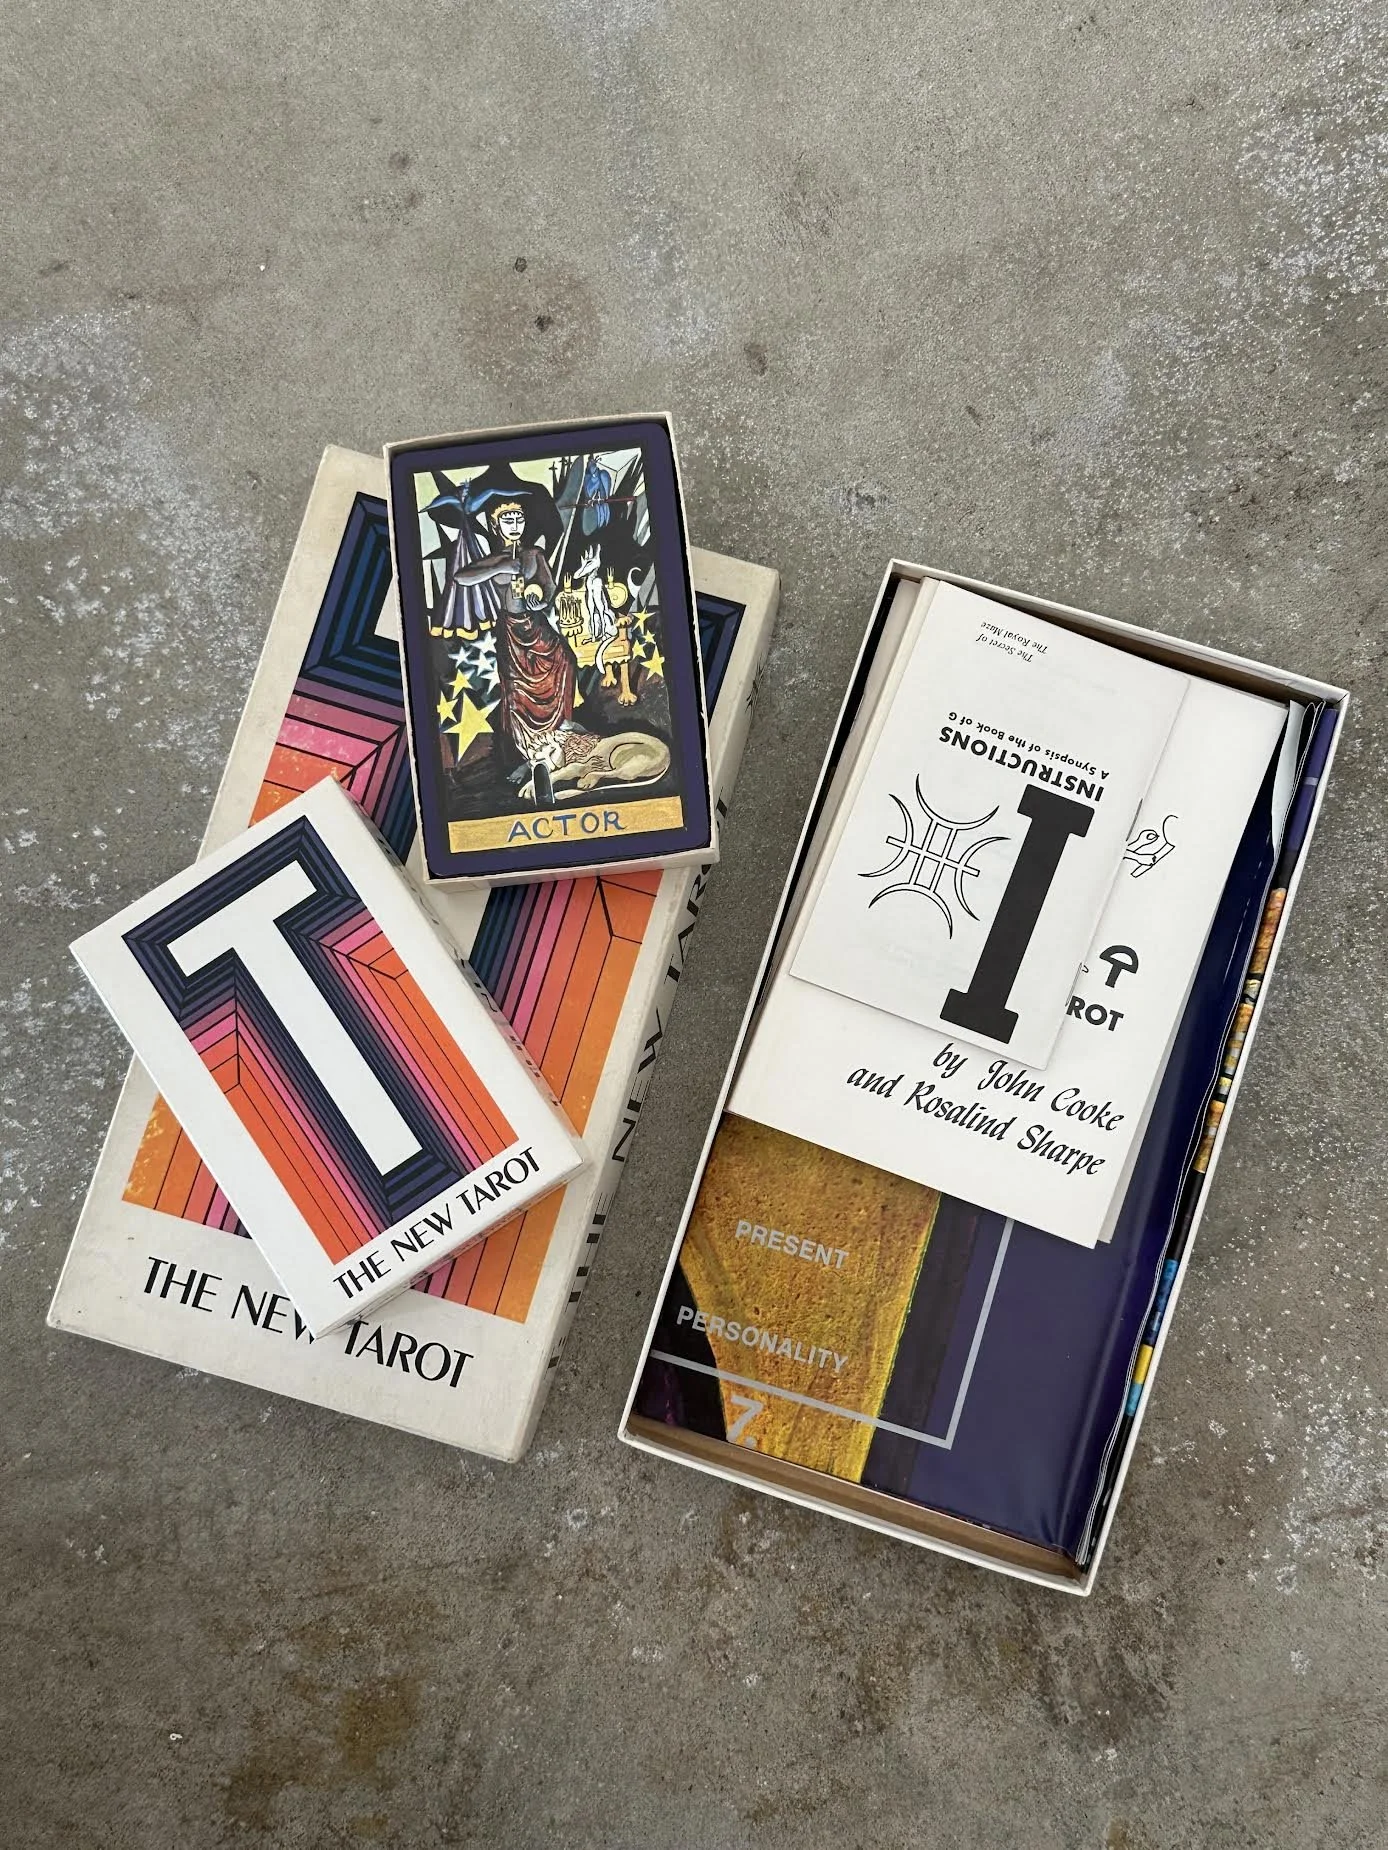 ACTOR
T
THE NEW TAROT
THE NEW TAROT
THE NEW TAROT
The Secret of
The Royal Maze
INSTRUCTIONS
A Synopsis of the Book of G
I
T
ROT
by John Cooke
and Rosalind Sharpe
PRESENT
PERSONALITY
7.